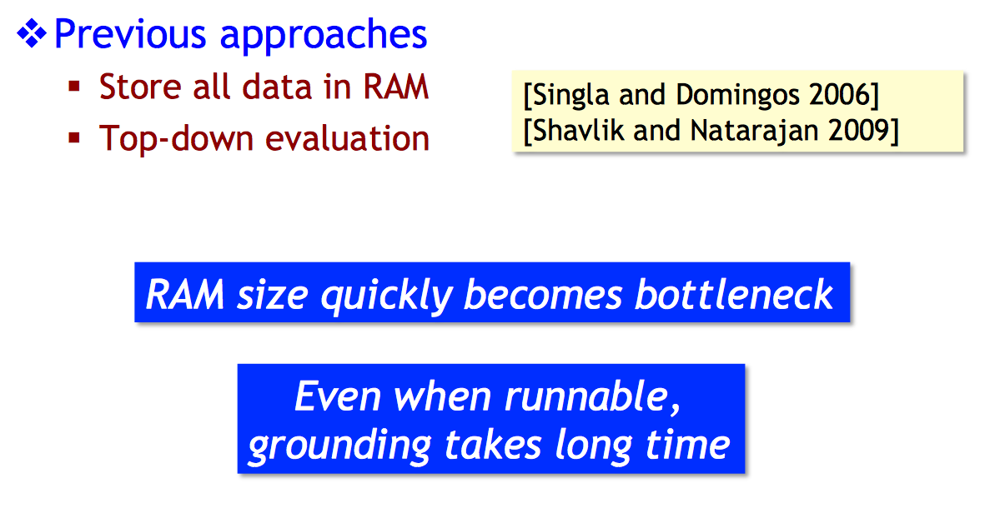 ❖Previous approaches
▪ Store all data in RAM
▪ Top-down evaluation
[Singla and Domingos 2006]
[Shavlik and Natarajan 2009]
RAM size quickly becomes bottleneck
Even when runnable,
grounding takes long time